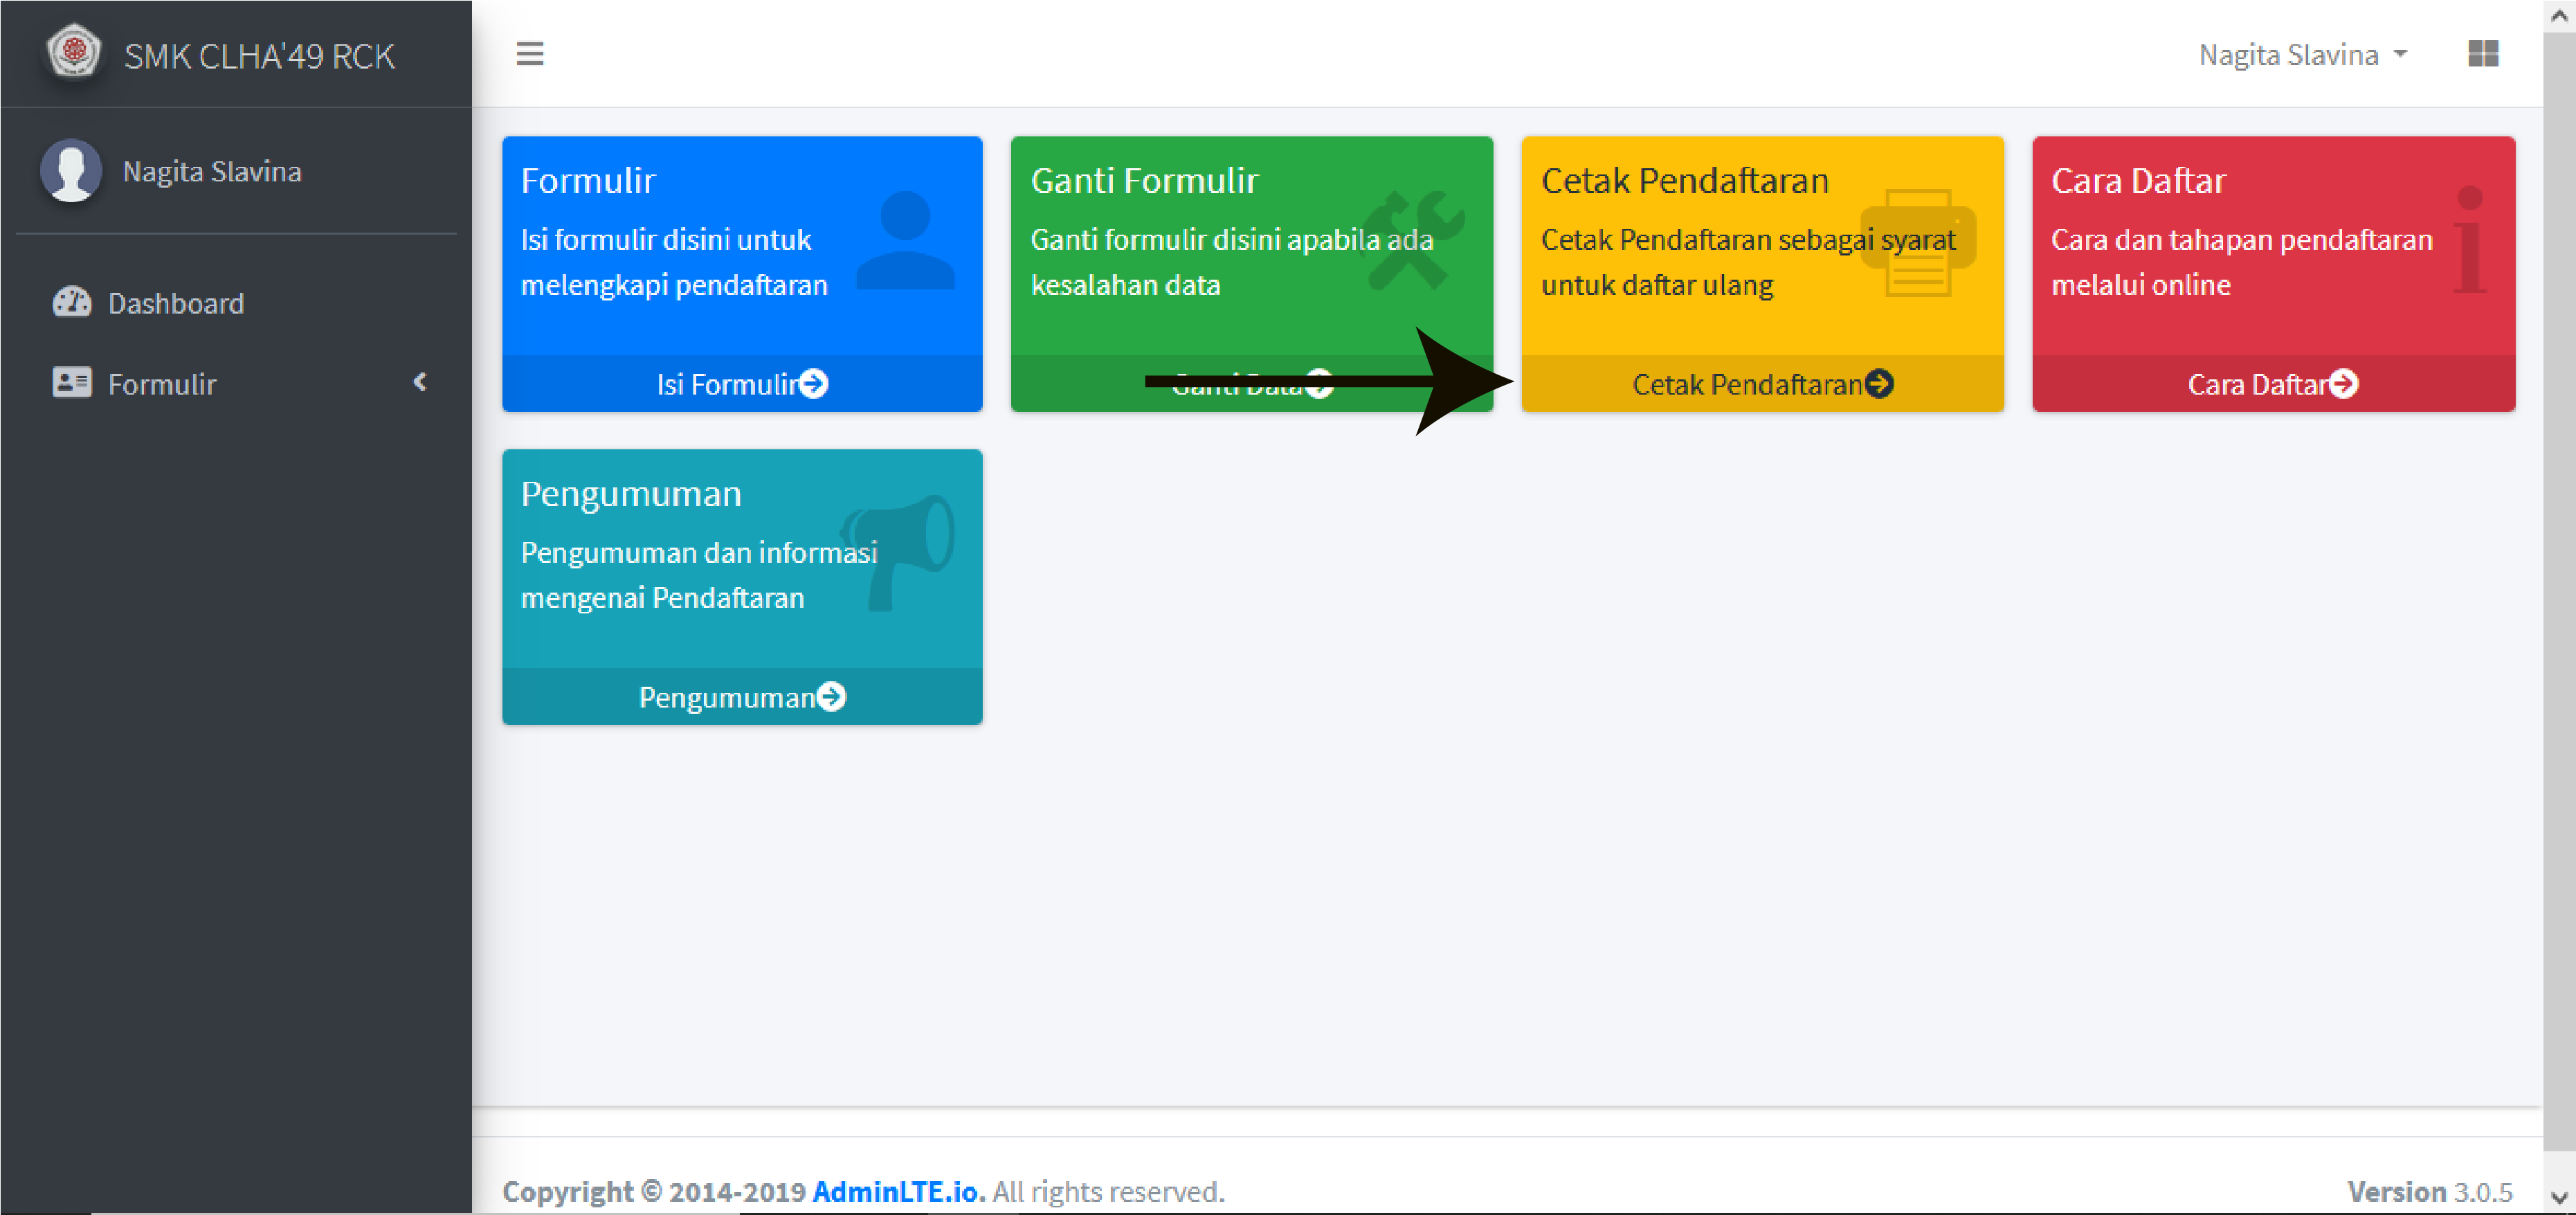 SMK CLHA'49 RCK
Nagita Slavina
Nagita Slavina
Dashboard
Formulir
Formulir
Isi formulir disini untuk
melengkapi pendaftaran
Isi Formulir
Ganti Formulir
Ganti formulir disini apabila ada
kesalahan data
Ganti Data
Cetak Pendaftaran
Cetak Pendaftaran sebagai syarat
untuk daftar ulang
Cetak Pendaftaran
Cara Daftar
Cara dan tahapan pendaftaran
melalui online
Cara Daftar
Pengumuman
Pengumuman dan informasi
mengenai Pendaftaran
Pengumuman
Copyright © 2014-2019 AdminLTE.io. All rights reserved.
Version 3.0.5